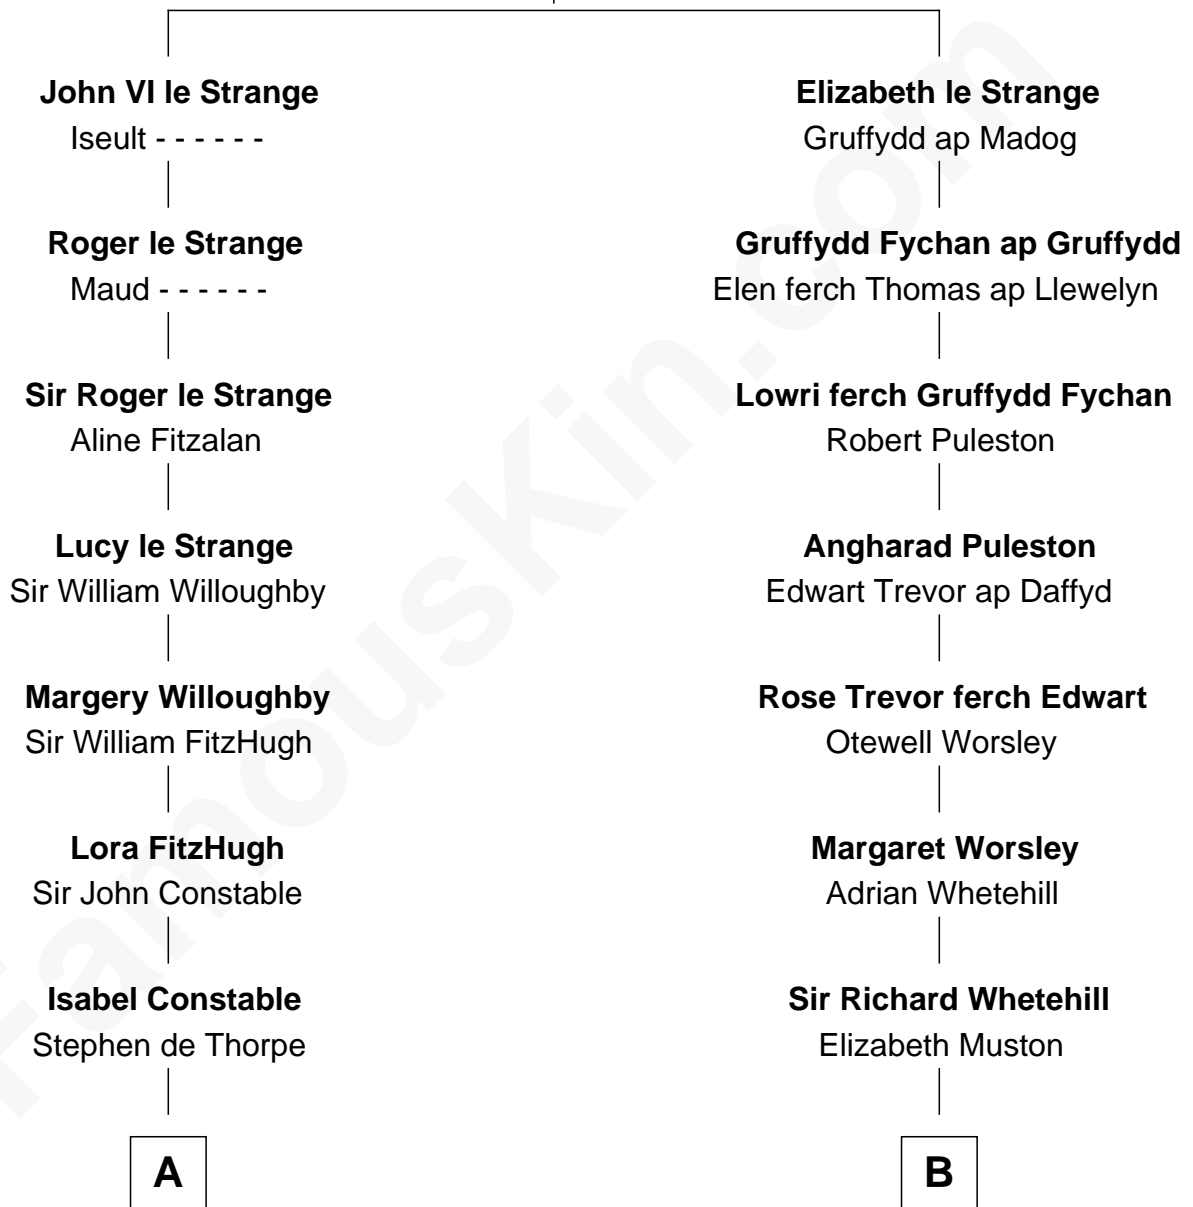 John VI le Strange
Iseult - - - - - -
Roger le Strange
Maud - - - - - -
Sir Roger le Strange
Aline Fitzalan
Lucy le Strange
Sir William Willoughby
Margery Willoughby
Sir William FitzHugh
Lora FitzHugh
Sir John Constable
Isabel Constable
Stephen de Thorpe
A
Elizabeth le Strange
Gruffydd ap Madog
Gruffydd Fychan ap Gruffydd
Elen ferch Thomas ap Llewelyn
Lowri ferch Gruffydd Fychan
Robert Puleston
Angharad Puleston
Edwart Trevor ap Daffyd
Rose Trevor ferch Edwart
Otewell Worsley
Margaret Worsley
Adrian Whetehill
Sir Richard Whetehill
Elizabeth Muston
B
FamousKin.com